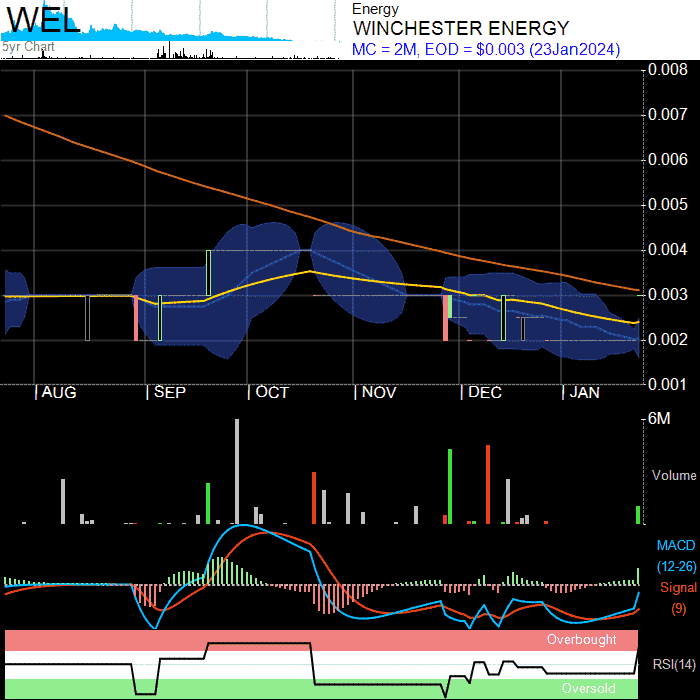 WEL
5yr Chart
Energy
WINCHESTER ENERGY
MC = 2M, EOD = $0.003 (23Jan2024)
0.008
0.007
0.006
0.005
0.004
0.003
0.002
0.001
AUG SEP OCT NOV DEC JAN
6M
Volume
MACD
(12-26)
Signal
(9)
Overbought
RSI(14)
Oversold